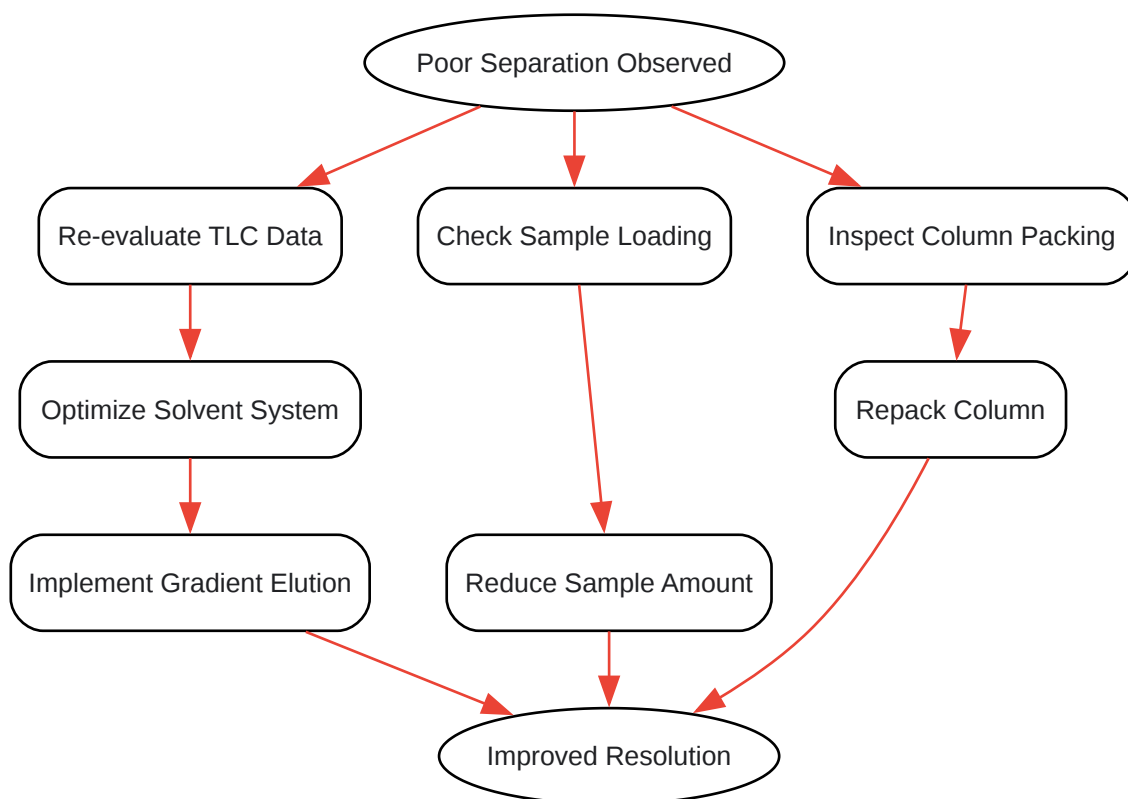 Poor Separation Observed
Re-evaluate TLC Data
Check Sample Loading
Inspect Column Packing
Optimize Solvent System
Repack Column
Implement Gradient Elution
Reduce Sample Amount
Improved Resolution